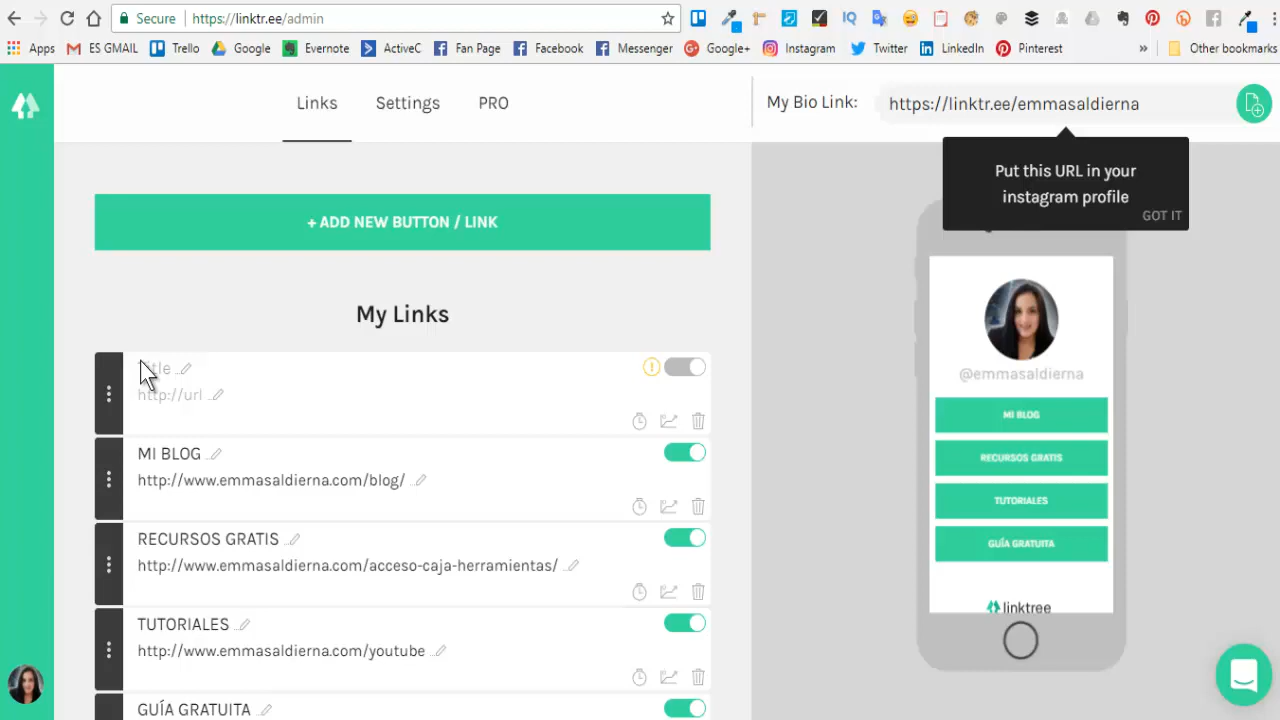 Secure https://linktr.ee/admin
Apps ES GMAIL Trello Google Evernote ActiveC Fan Page Facebook Messenger Google+ Instagram Twitter LinkedIn Pinterest » Other bookmarks
Links Settings PRO
My Bio Link: https://linktr.ee/emmasaldierna
Put this URL in your
instagram profile
GOT IT
+ ADD NEW BUTTON / LINK
My Links
http://url
MI BLOG
http://www.emmasaldierna.com/blog/
RECURSOS GRATIS
http://www.emmasaldierna.com/acceso-caja-herramientas/
TUTORIALES
http://www.emmasaldierna.com/youtube
GUÍA GRATUITA
@emmasaldierna
MI BLOG
RECURSOS GRATIS
TUTORIALES
GUÍA GRATUITA
linktree